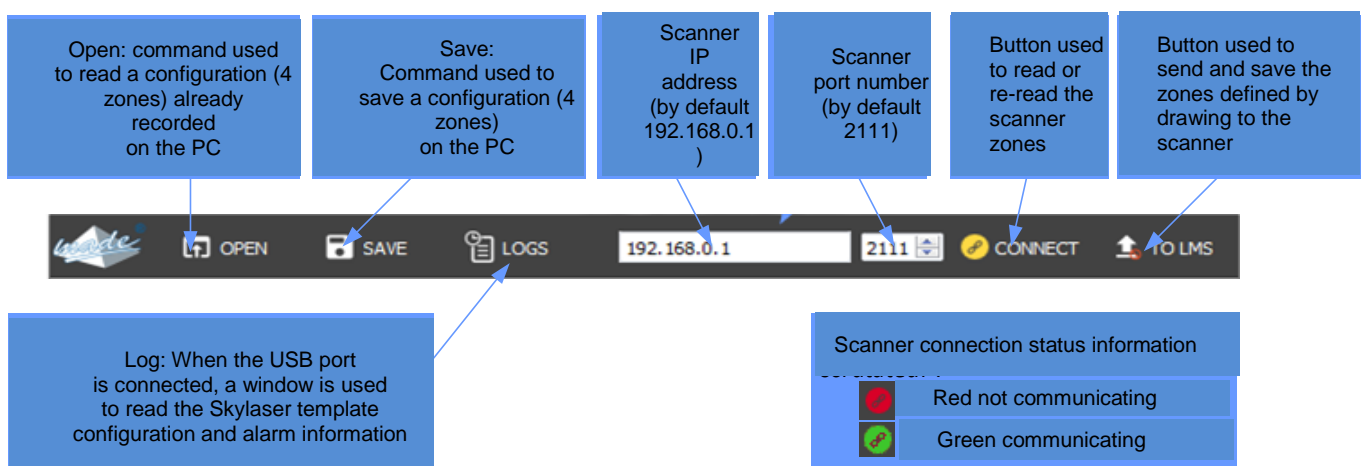 Open: command used
to read a configuration (4
zones) already
recorded
on the PC
Save:
Command used to
save a configuration (4
zones)
on the PC
Scanner
IP
address
(by default
192.168.0.1
)
Scanner
port number
(by default
2111)
Button used
to read or
re-read the
scanner
zones
Button used to
send and save the
zones defined by
drawing to the
scanner
made OPEN SAVE LOGS 192.168.0.1 2111 CONNECT TO LMS
Log: When the USB port
is connected, a window is used
to read the Skylaser template
configuration and alarm information
Scanner connection status information
Red not communicating
Green communicating